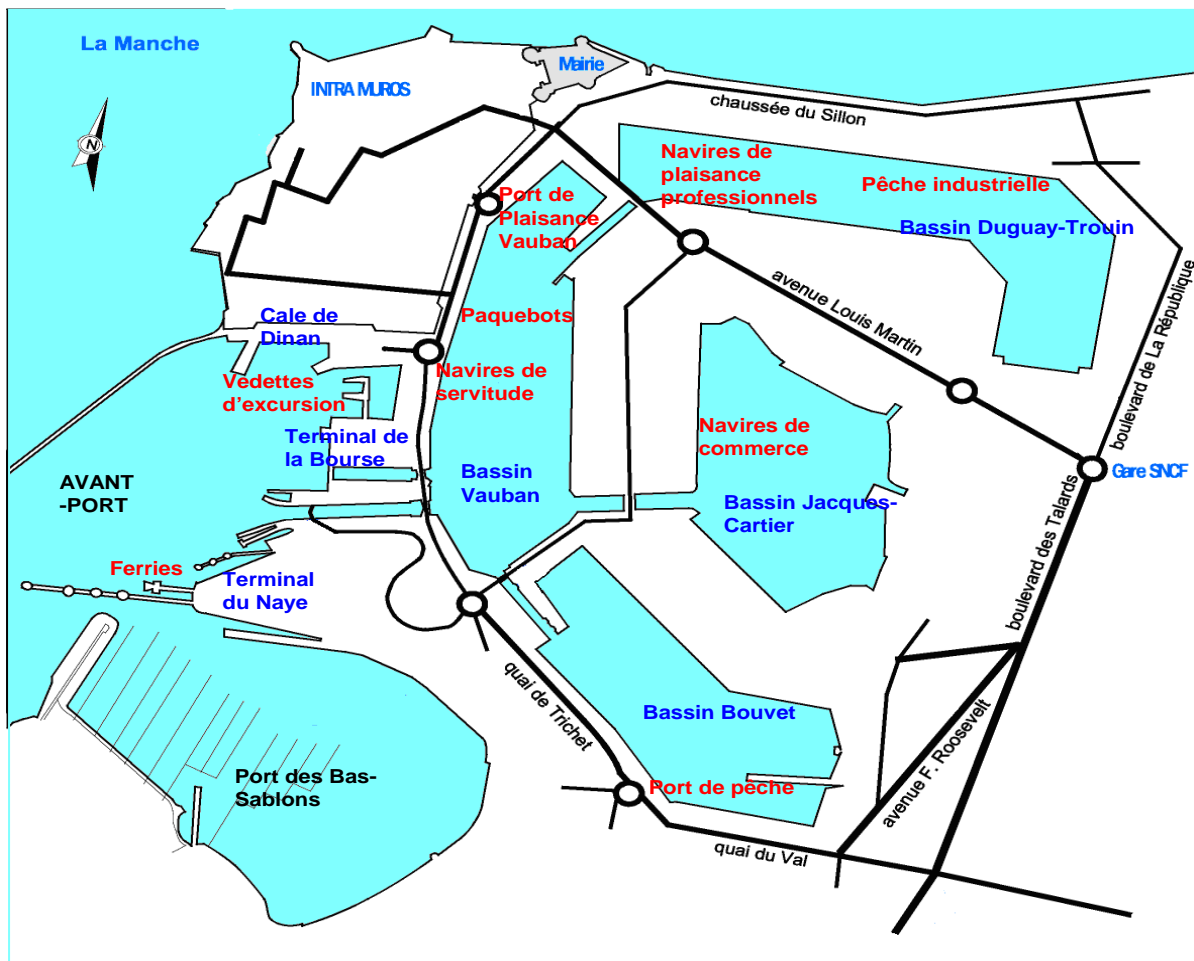 La Manche
Mairie
INTRA MUROS
chaussée du Sillon
N
Navires de
plaisance
professionnels
Pêche industrielle
Bassin Duguay-Trouin
Port de
Plaisance
Vauban
avenue Louis Martin
boulevard de La République
Cale de
Dinan
Paquebots
Vedettes
d'excursion
Navires de
servitude
Navires de
commerce
Terminal de
la Bourse
Bassin
Vauban
Gare SNCF
AVANT
-PORT
Bassin Jacques-
Cartier
boulevard des Talards
Ferries
Terminal
du Naye
quai de Trichet
Bassin Bouvet
avenue F. Roosevelt
Port des Bas-
Sablons
Port de pêche
quai du Val